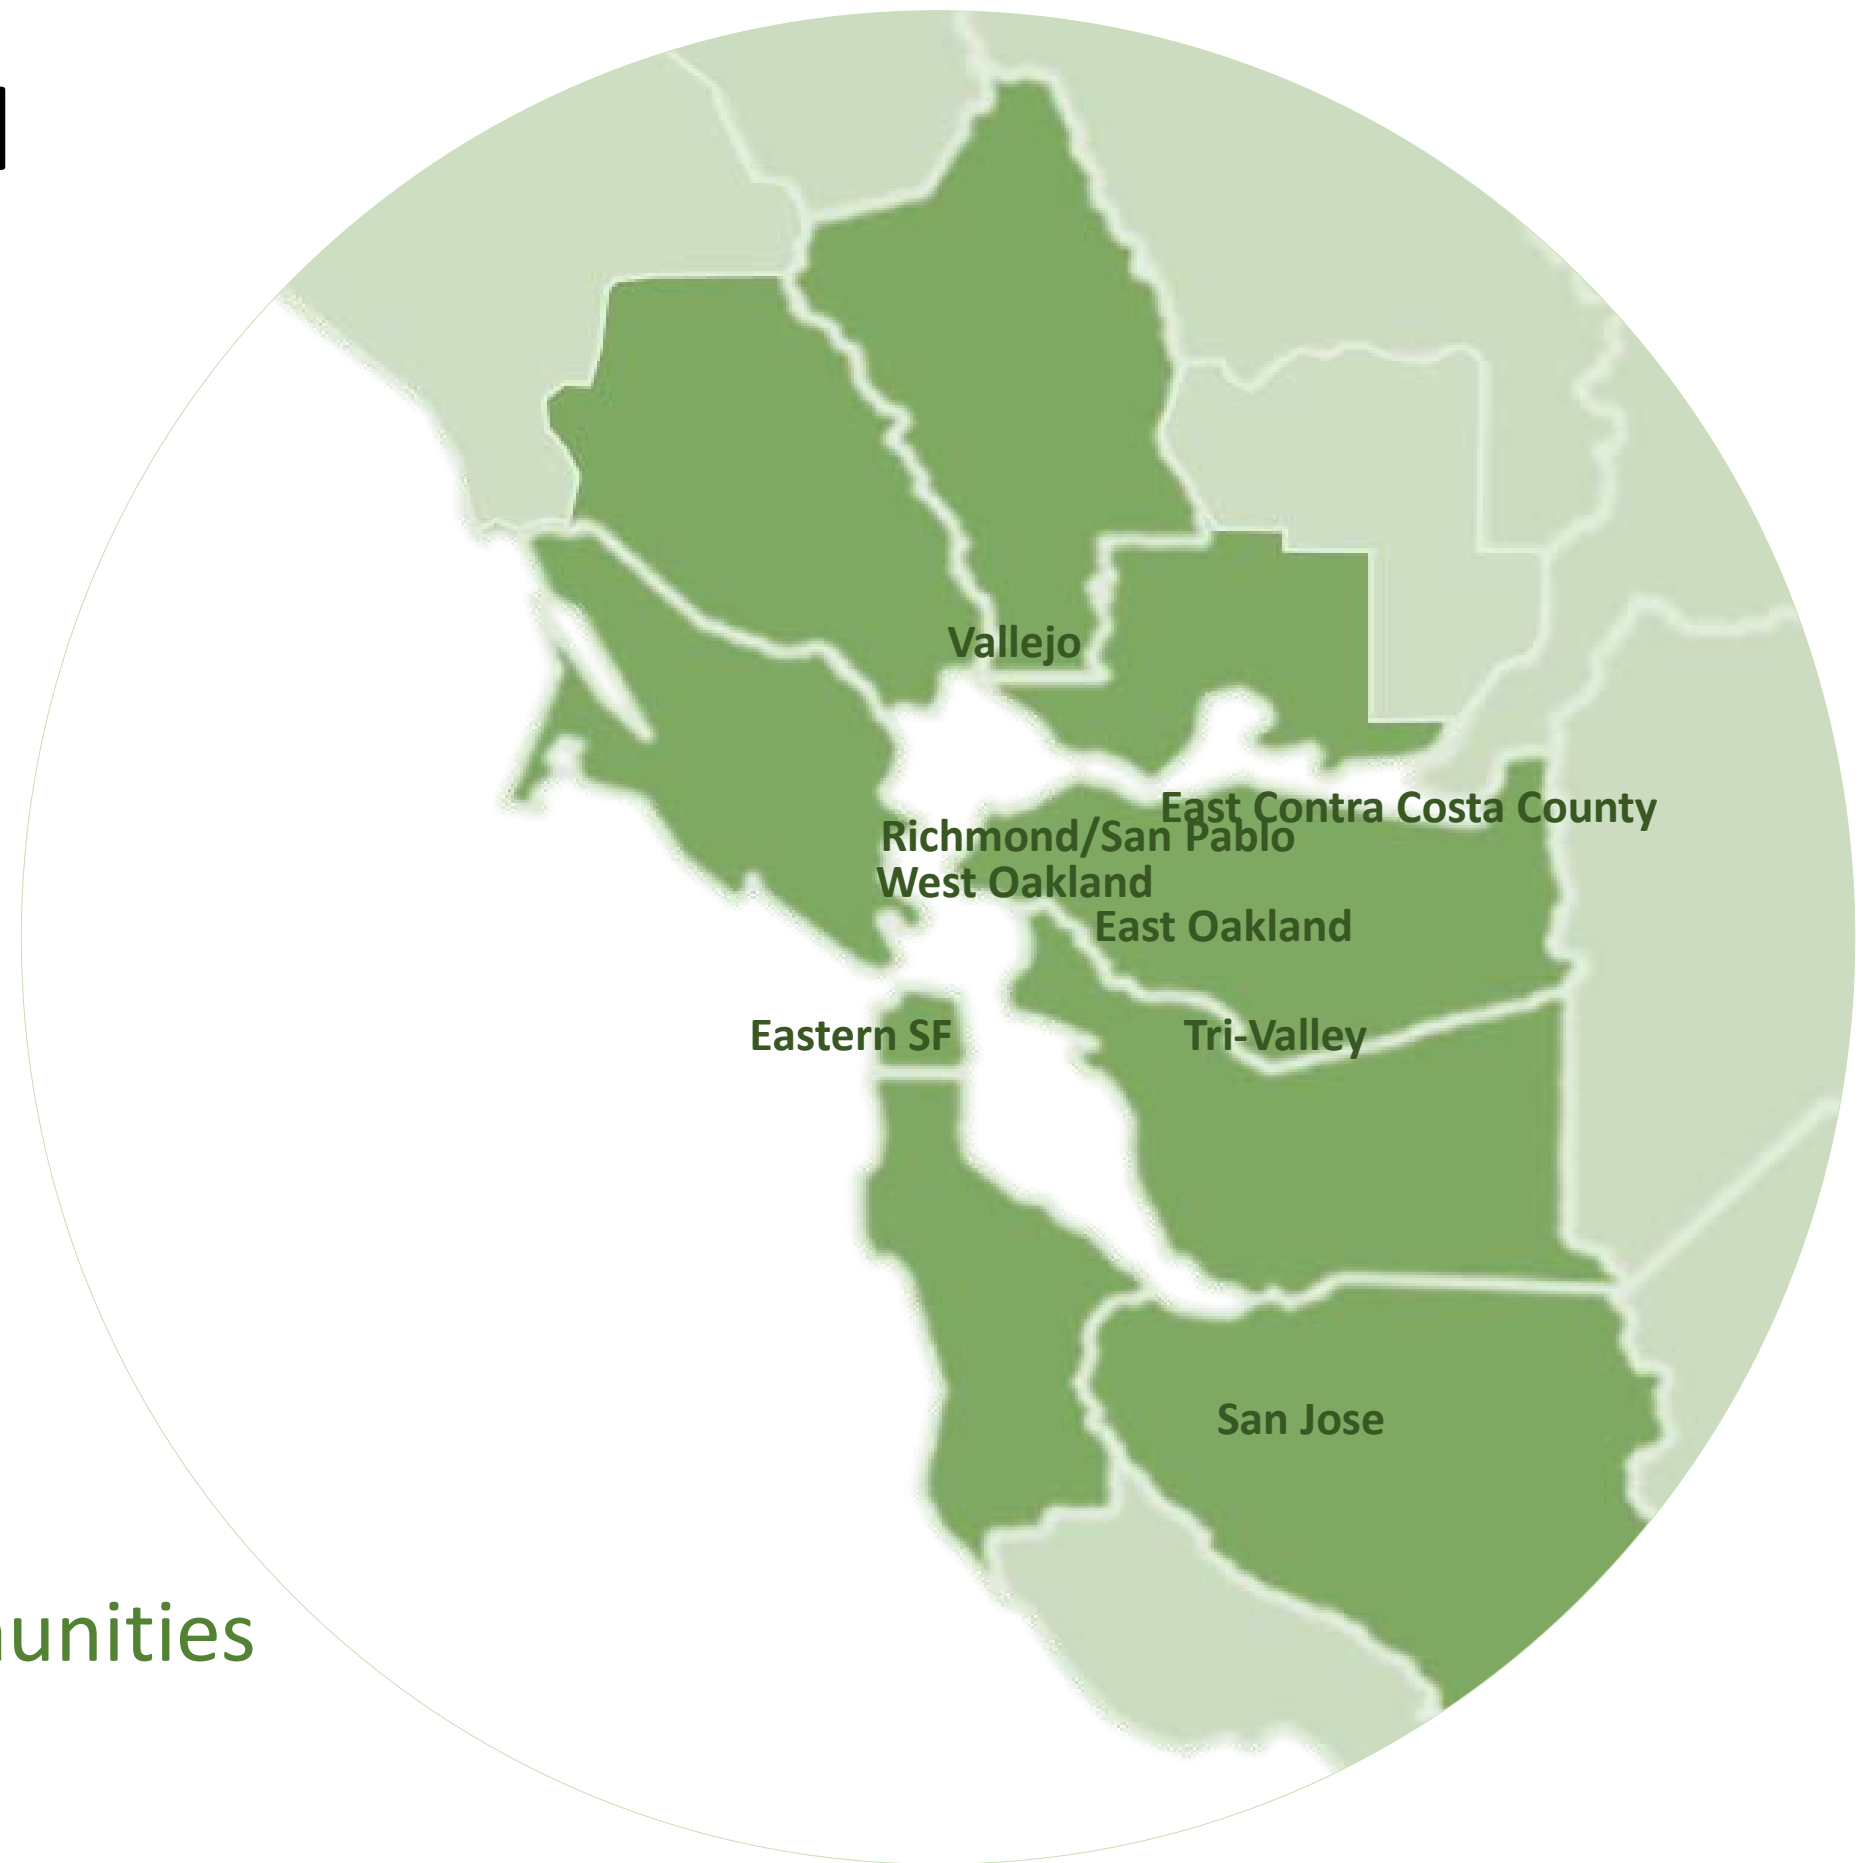 Vallejo
East Contra Costa County
Richmond/San Pablo
West Oakland
East Oakland
Eastern SF
Tri-Valley
San Jose
unities